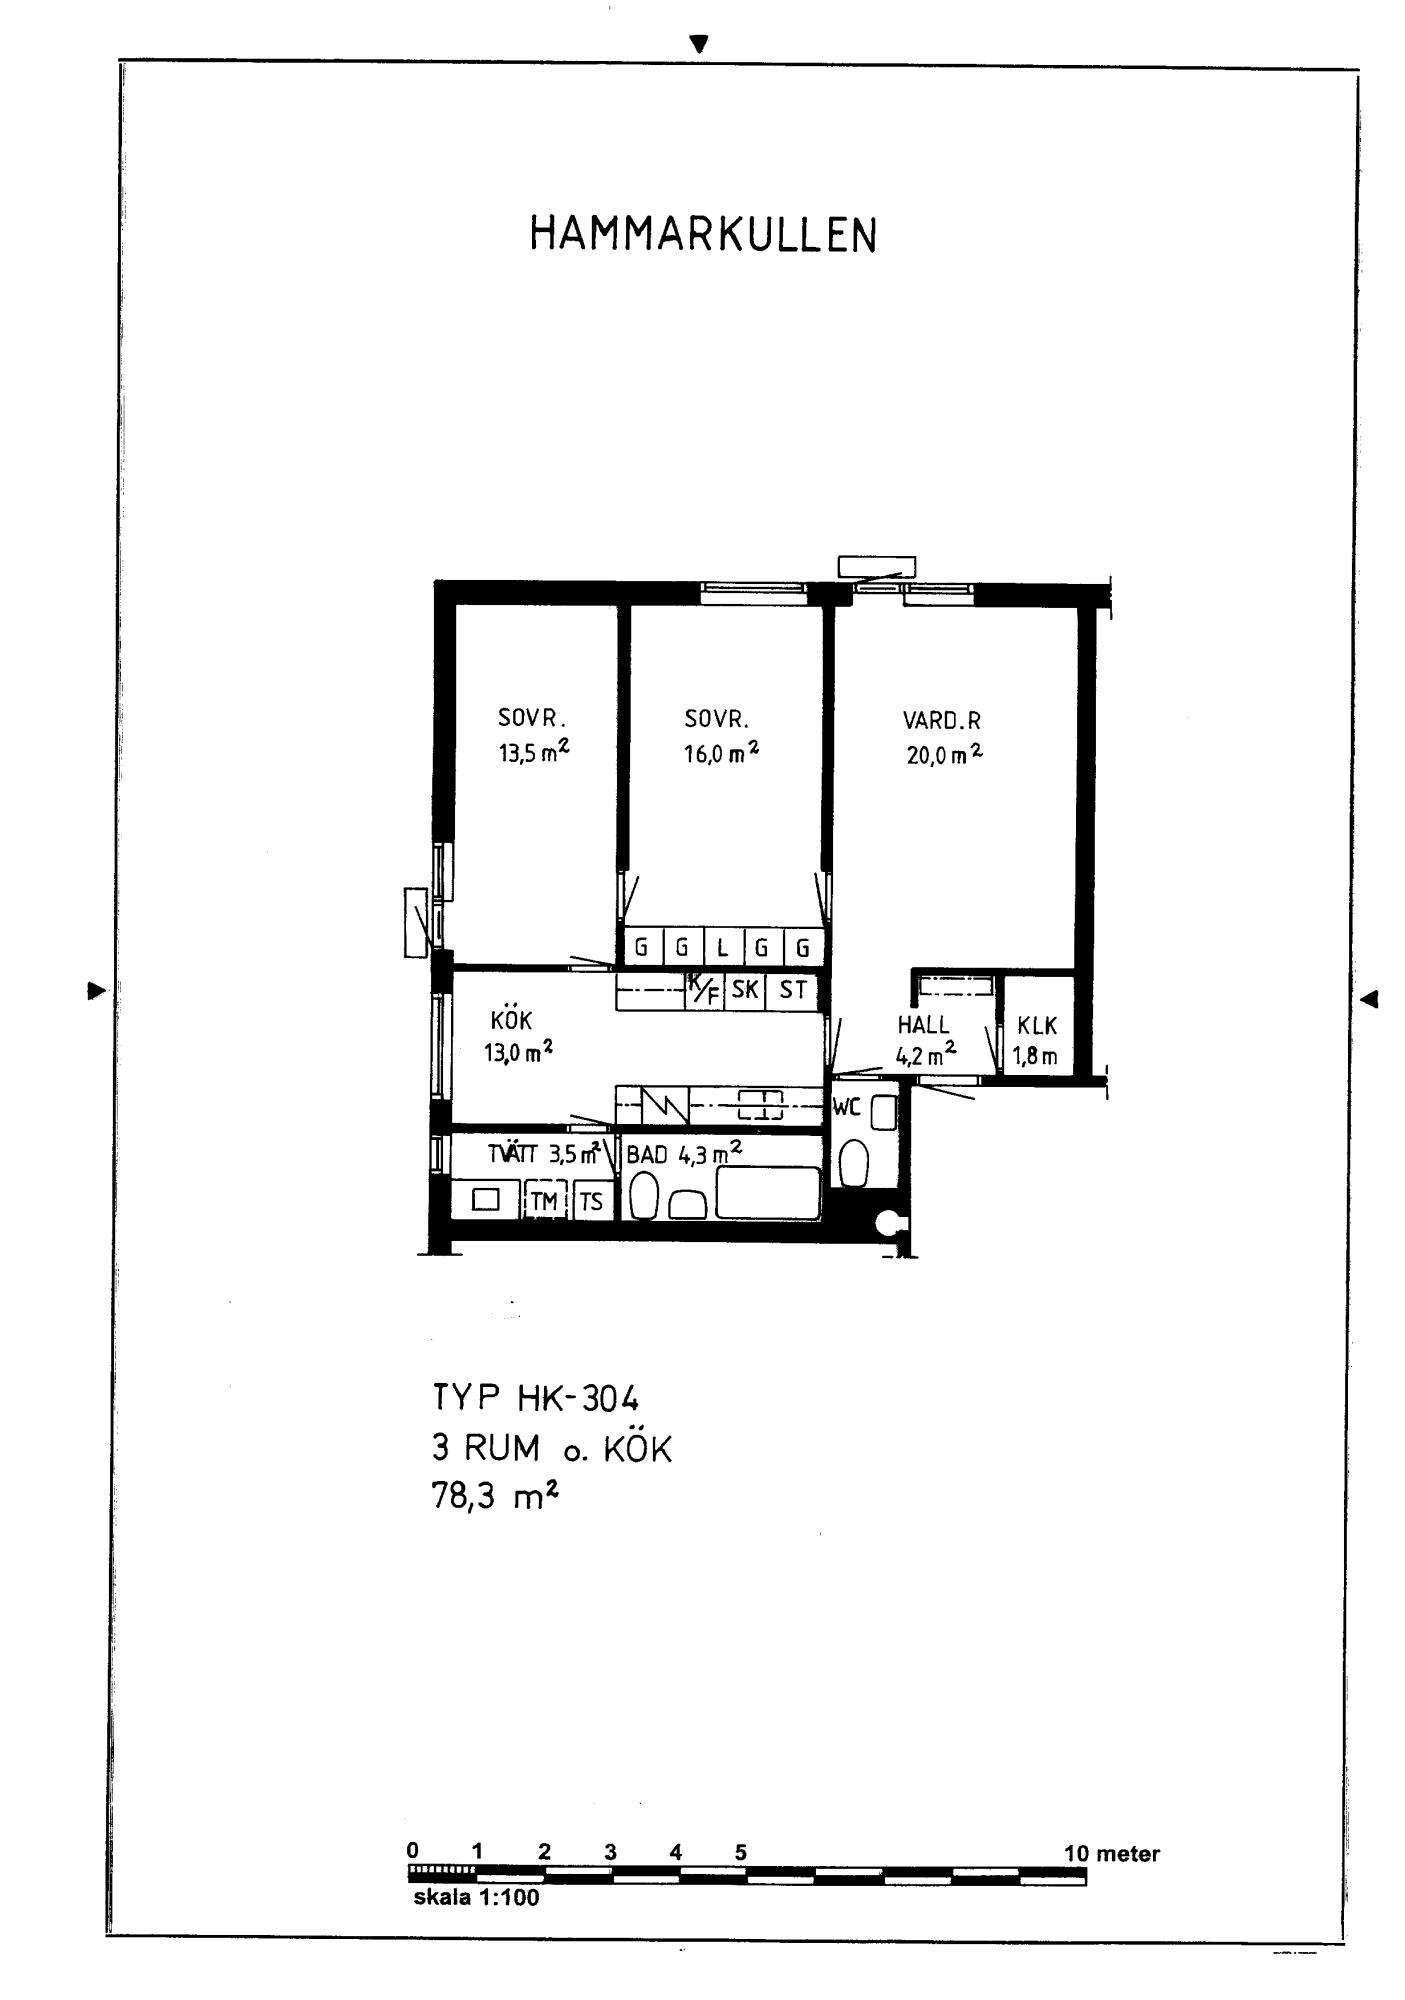 HAMMARKULLEN
SOVR.
13,5 m²
SOVR.
16,0 m²
VARD.R
20,0 m²
G G L G G
K/F SK ST
KÖK
13,0 m²
HALL
4,2 m²
KLK
1,8 m
WC
TVÄTT 3,5 m²
BAD 4,3 m²
TM TS
TYP HK-304
3 RUM o. KÖK
78,3 m²
0 1 2 3 4 5 10 meter
skala 1:100